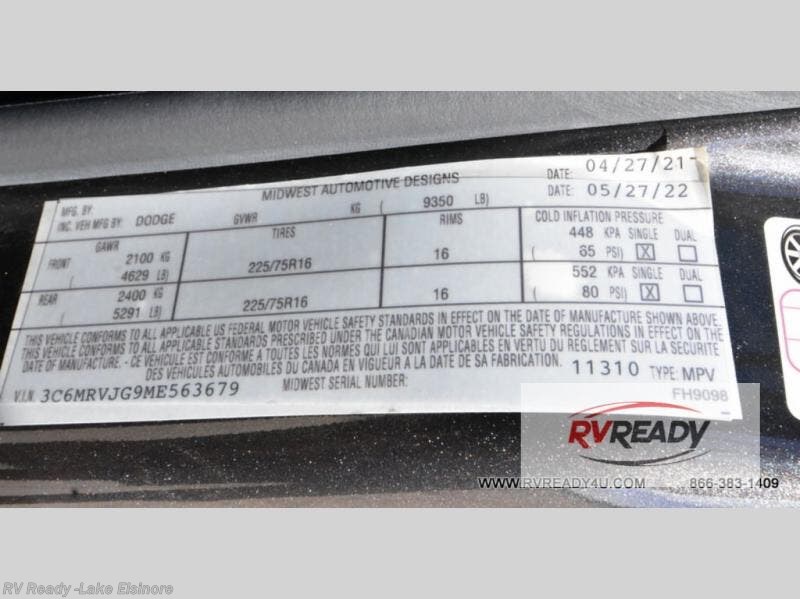 MFG. BY: MIDWEST AUTOMOTIVE DESIGNS DATE: 04/27/21
INC. VEH MFG BY: DODGE GVWR KG ( 9350 LB) DATE: 05/27/22
GAWR TIRES RIMS COLD INFLATION PRESSURE
FRONT 2100 KG 225/75R16 16 448 KPA SINGLE DUAL
( 4629 LB) ( 65 PSI) X
REAR 2400 KG 225/75R16 16 552 KPA SINGLE DUAL
( 5291 LB) ( 80 PSI) X
THIS VEHICLE CONFORMS TO ALL APPLICABLE US FEDERAL MOTOR VEHICLE SAFETY STANDARDS IN EFFECT ON THE DATE OF MANUFACTURE SHOWN ABOVE.
THIS VEHICLE CONFORMS TO ALL APPLICABLE STANDARDS PRESCRIBED UNDER THE CANADIAN MOTOR VEHICLE SAFETY REGULATIONS IN EFFECT ON THE DATE OF MANUFACTURE - CE VÉHICULE EST CONFORME A TOUTES LES NORMES QUI LUI SONT APPLICABLES EN VERTU DU REGLEMENT SUR LA SECURITE
DES VEHICULES AUTOMOBILES DU CANADA EN VIGUEUR A LA DATE DE SA FABRICATION.
V.I.N. 3C6MRVJG9ME563679 MIDWEST SERIAL NUMBER: 11310 TYPE: MPV
FH9098
RVREADY
WWW.RVREADY4U.COM 866-383-1409
RV Ready -Lake Elsinore